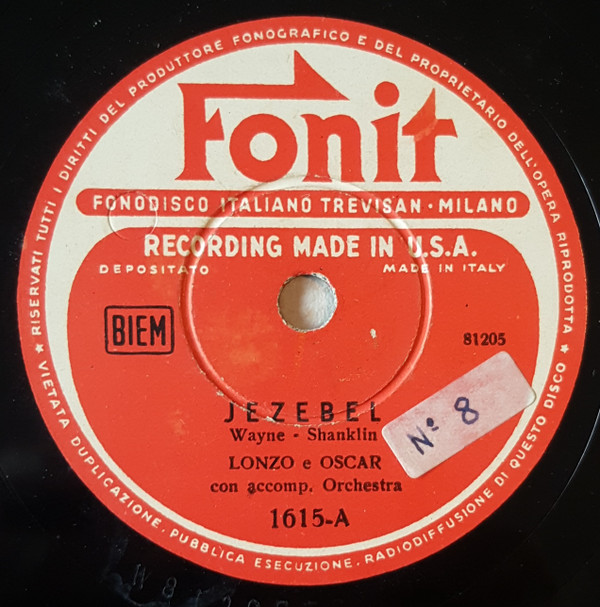 RISERVATI TUTTI I DIRITTI DEL PRODUTTORE FONOGRAFICO E DEL PROPRIETARIO DELL'OPERA RIPRODOTTA ★
VIETATA DUPLICAZIONE. PUBBLICA ESECUZIONE. RADIODIFFUSIONE DI QUESTO DISCO ★
Fonit
FONODISCO ITALIANO TREVISAN · MILANO
RECORDING MADE IN U.S.A.
DEPOSITATO MADE IN ITALY
BIEM
81205
JEZEBEL
Wayne - Shanklin
Nº 8
LONZO e OSCAR
con accomp. Orchestra
1615-A